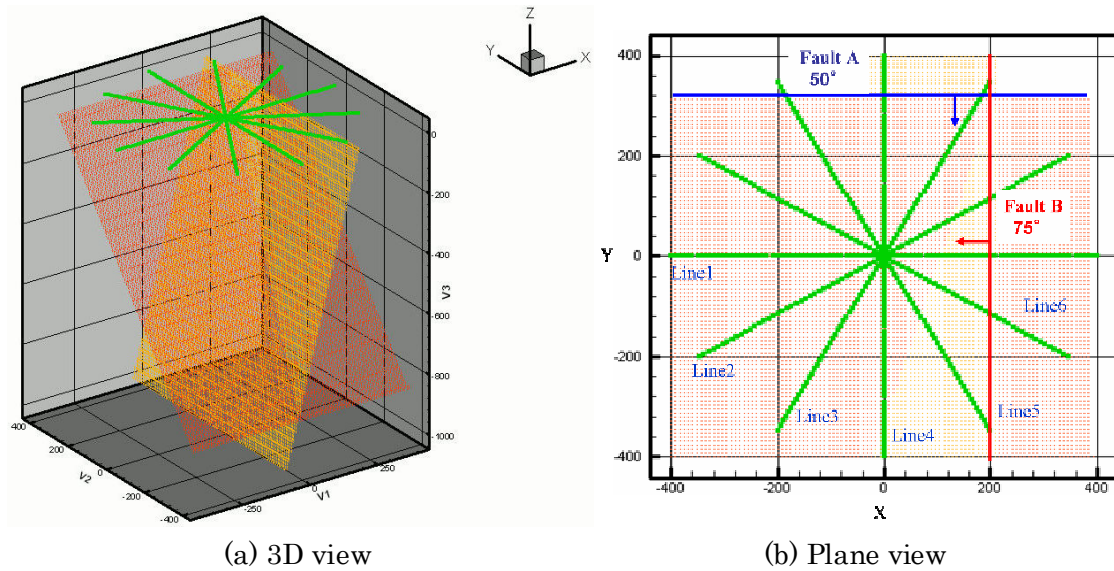 Z
Y
X
0
-200
-400
V3
-600
-800
-1000
400
200
0
V2
-200
-400
-250
0
V1
250
(a) 3D view
400
Fault A
50°
200
Fault B
75°
Y
0
Line1
Line6
-200
Line2
Line3
Line4
Line5
-400
-400
-200
0
200
400
X
(b) Plane view